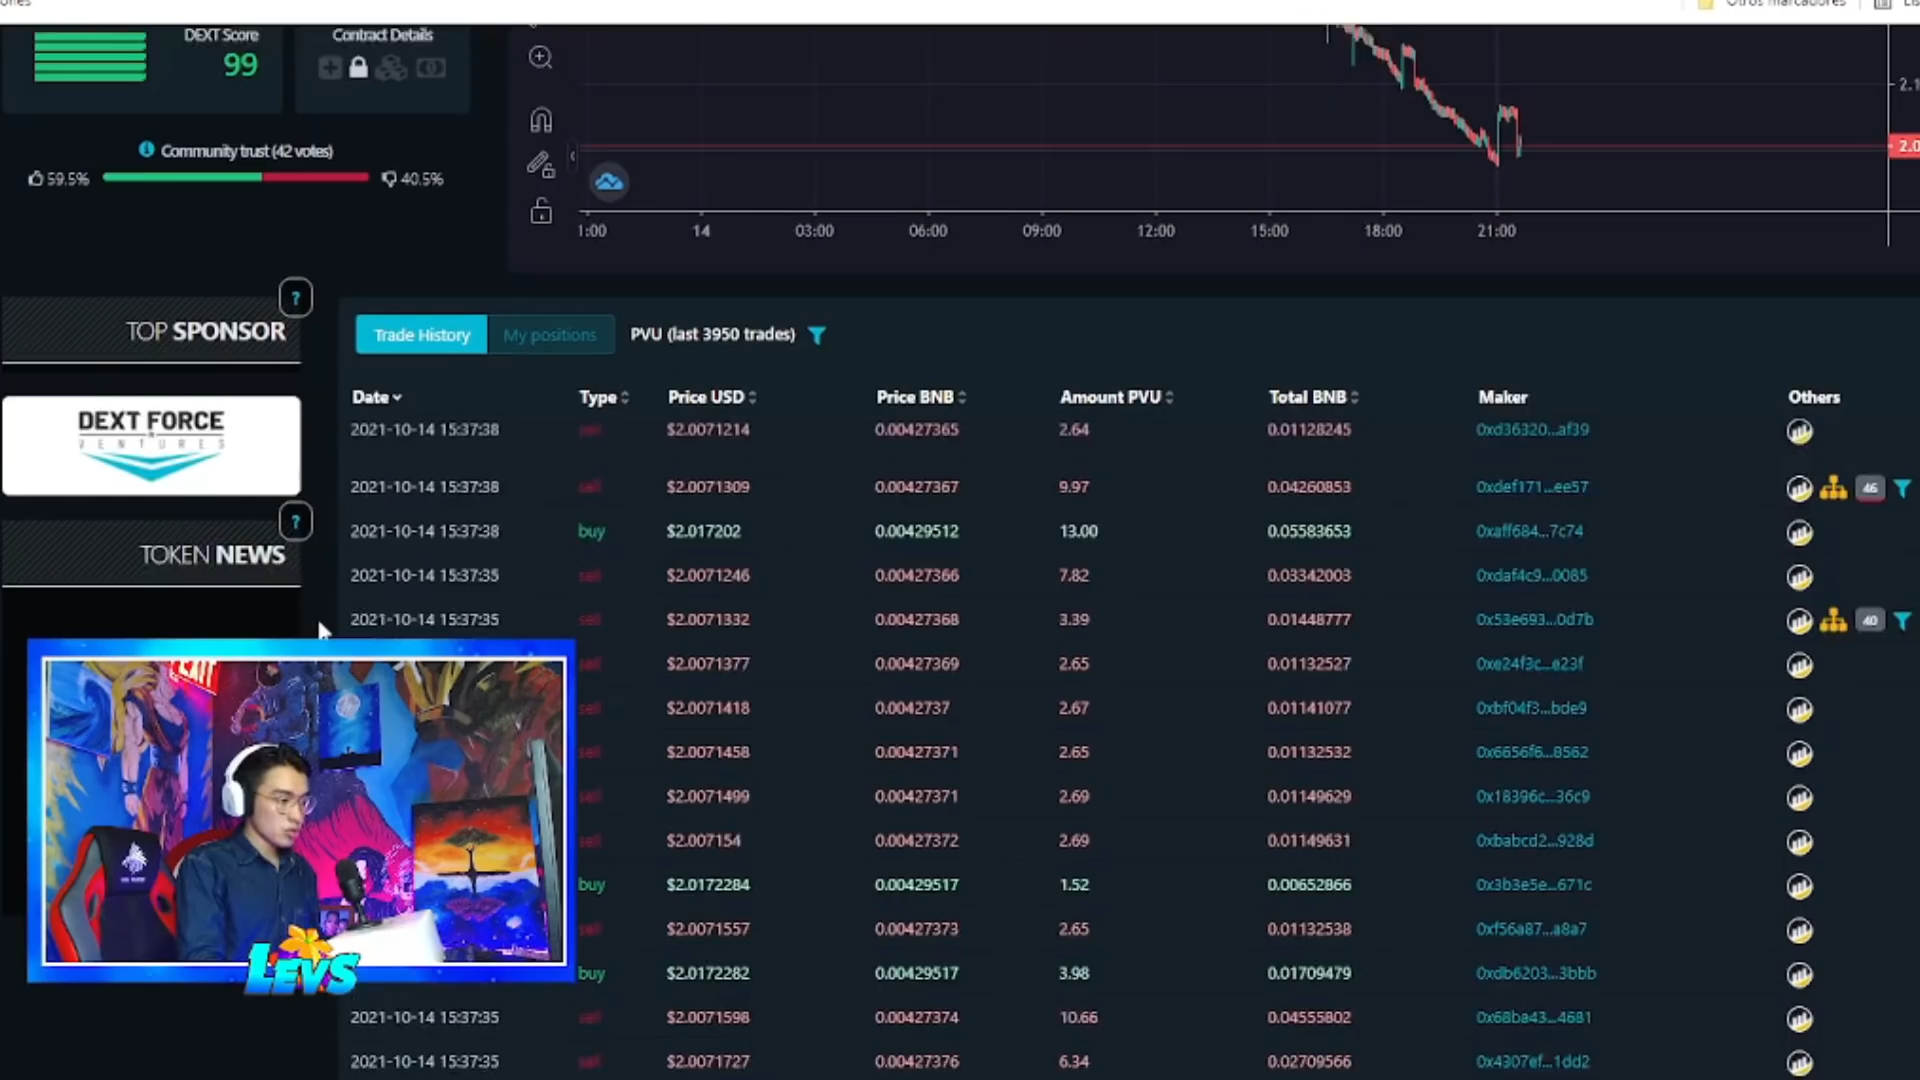 ones
Otros marcadores
DEXT Score
99
Contract Details
Community trust (42 votes)
59.5%
40.5%
2.1
2.0
1:00 14 03:00 06:00 09:00 12:00 15:00 18:00 21:00
?
TOP SPONSOR
DEXT FORCE
VENTURES
?
TOKEN NEWS
Trade History My positions PVU (last 3950 trades)
Date Type Price USD Price BNB Amount PVU Total BNB Maker Others
2021-10-14 15:37:38 sell $2.0071214 0.00427365 2.64 0.01128245 0xd36320...af39
2021-10-14 15:37:38 sell $2.0071309 0.00427367 9.97 0.04260853 0xdef171...ee57 46
2021-10-14 15:37:38 buy $2.017202 0.00429512 13.00 0.05583653 0xaff684...7c74
2021-10-14 15:37:35 sell $2.0071246 0.00427366 7.82 0.03342003 0xdaf4c9...0085
2021-10-14 15:37:35 sell $2.0071332 0.00427368 3.39 0.01448777 0x53e693...0d7b 40
sell $2.0071377 0.00427369 2.65 0.01132527 0xe24f3c...e23f
sell $2.0071418 0.0042737 2.67 0.01141077 0xbf04f3...bde9
sell $2.0071458 0.00427371 2.65 0.01132532 0x6656f6...8562
sell $2.0071499 0.00427371 2.69 0.01149629 0x18396c...36c9
sell $2.007154 0.00427372 2.69 0.01149631 0xbabcd2...928d
buy $2.0172284 0.00429517 1.52 0.00652866 0x3b3e5e...671c
sell $2.0071557 0.00427373 2.65 0.01132538 0xf56a87...a8a7
buy $2.0172282 0.00429517 3.98 0.01709479 0xdb6203...3bbb
2021-10-14 15:37:35 sell $2.0071598 0.00427374 10.66 0.04555802 0x68ba43...4681
2021-10-14 15:37:35 sell $2.0071727 0.00427376 6.34 0.02709566 0x4307ef...1dd2
EXIT
LEVS